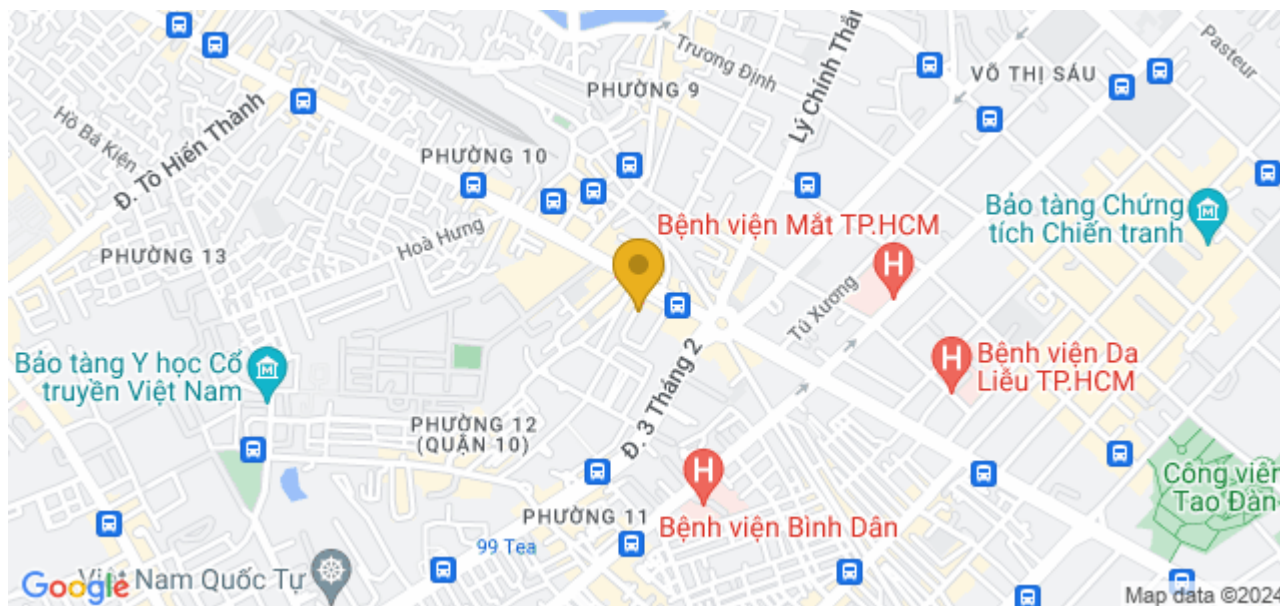 Pasteur
Trương Định
VÕ THỊ SÁU
PHƯỜNG 9
Lý Chính Thắng
Hồ Bá Kiện
Đ. Tô Hiến Thành
PHƯỜNG 10
Bảo tàng Chứng
tích Chiến tranh
Bệnh viện Mắt TP.HCM
H
Hoà Hưng
PHƯỜNG 13
Tú Xương
Bảo tàng Y học Cổ
truyền Việt Nam
H
Bệnh viện Da
Liễu TP.HCM
Đ. 3 Tháng 2
PHƯỜNG 12
(QUẬN 10)
H
Bệnh viện Bình Dân
Công viên
Tao Đàn
PHƯỜNG 11
99 Tea
Việt Nam Quốc Tự
Google
Map data ©2024